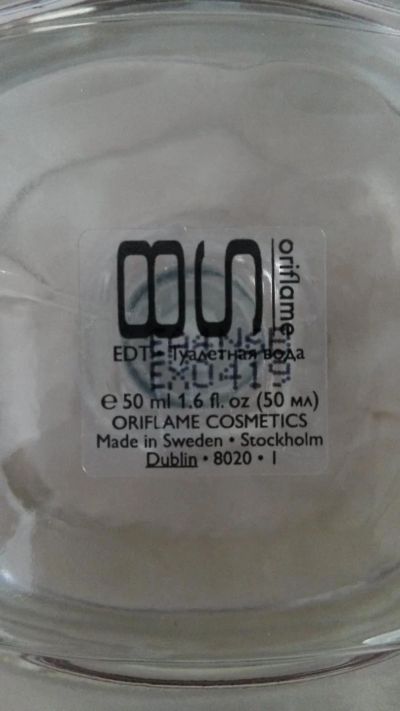 8S
oriflame
EDT - Туалетная вода
℮ 50 ml 1.6 fl. oz (50 мл)
ORIFLAME COSMETICS
Made in Sweden • Stockholm
Dublin • 8020 • I